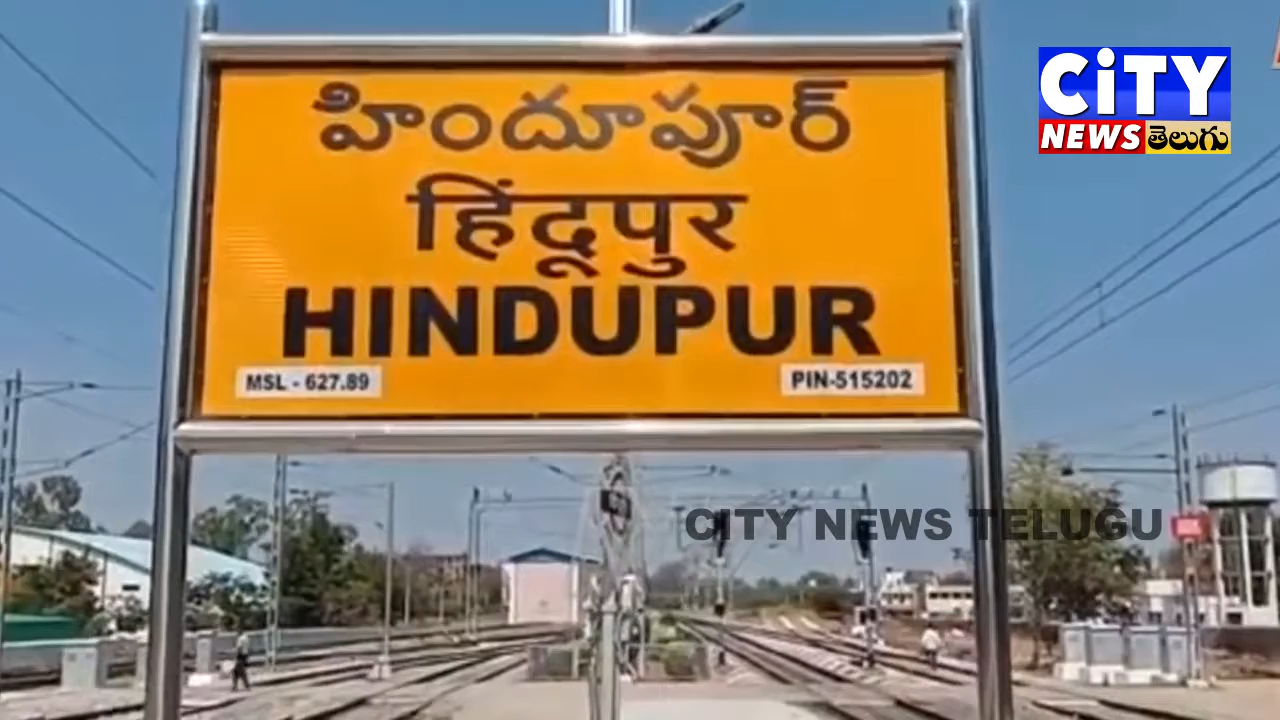 హిందూపూర్
हिंदूपुर
HINDUPUR
MSL - 627.89
PIN-515202
CiTY
NEWS తెలుగు
CITY NEWS TELUGU